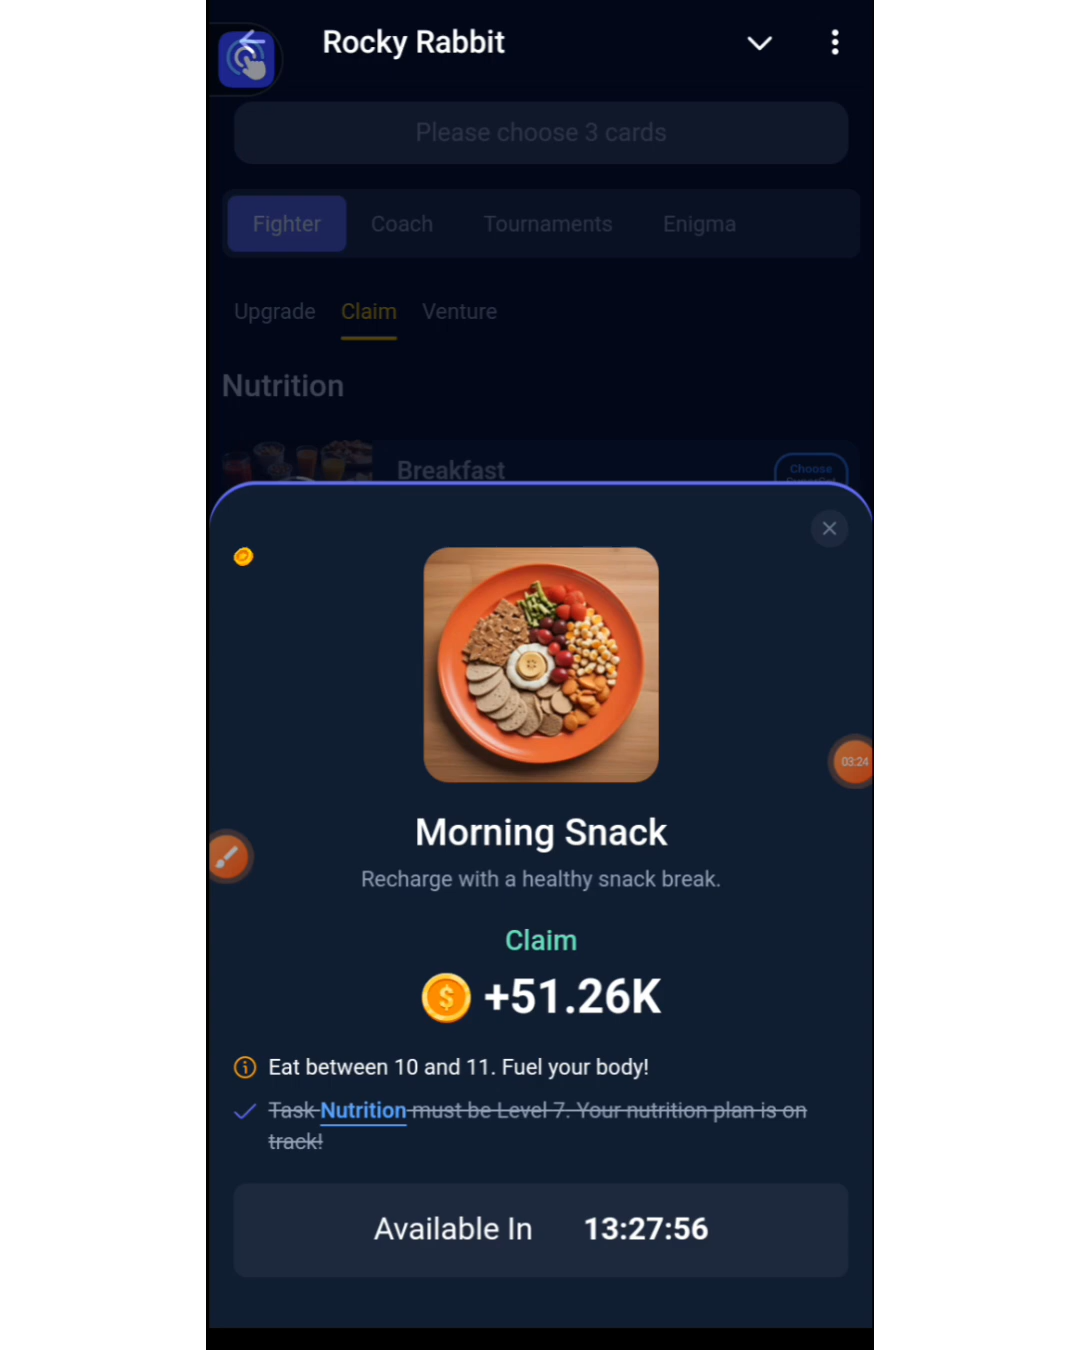 Rocky Rabbit
Please choose 3 cards
Fighter Coach Tournaments Enigma
Upgrade Claim Venture
Nutrition
Breakfast
Choose
Morning Snack
Recharge with a healthy snack break.
Claim
$ +51.26K
Eat between 10 and 11. Fuel your body!
Task Nutrition must be Level 7. Your nutrition plan is on
track!
Available In 13:27:56
03:24